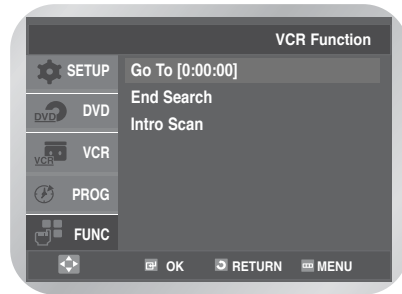 VCR Function
SETUP
Go To [0:00:00]
End Search
DVD DVD
Intro Scan
VCR VCR
PROG
FUNC
OK RETURN MENU